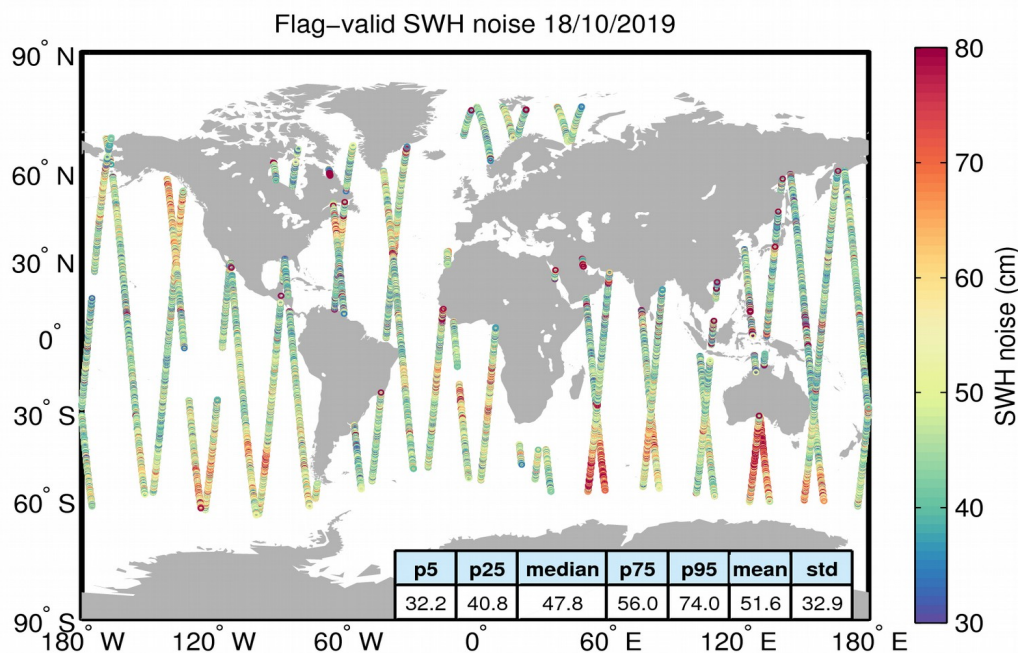 Flag−valid SWH noise 18/10/2019
90° N
60° N
30° N
0°
30° S
60° S
90° S
180° W
120° W
60° W
0°
60° E
120° E
180° E
p5 p25 median p75 p95 mean std
32.2 40.8 47.8 56.0 74.0 51.6 32.9
80
70
60
50
40
30
SWH noise (cm)